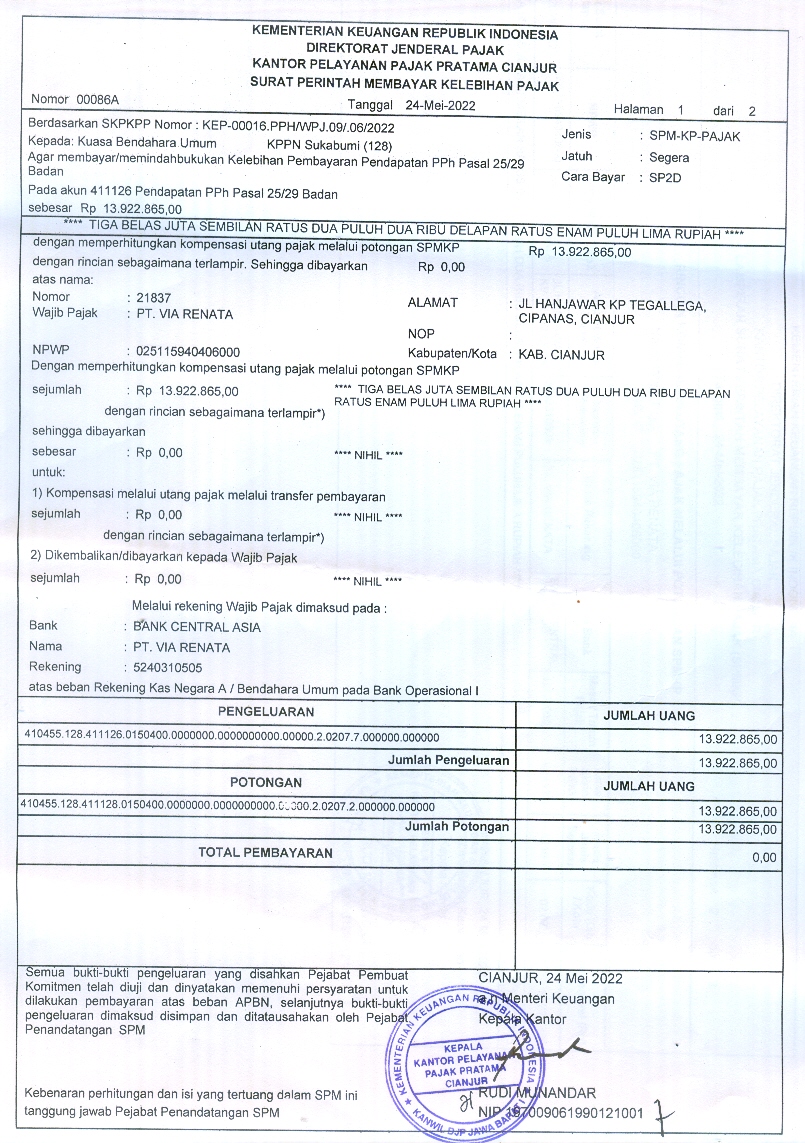 KEMENTERIAN KEUANGAN REPUBLIK INDONESIA
DIREKTORAT JENDERAL PAJAK
KANTOR PELAYANAN PAJAK PRATAMA CIANJUR
SURAT PERINTAH MEMBAYAR KELEBIHAN PAJAK
Nomor 00086A Tanggal 24-Mei-2022 Halaman 1 dari 2
Berdasarkan SKPKPP Nomor : KEP-00016.PPH/WPJ.09/.06/2022
Jenis : SPM-KP-PAJAK
Kepada: Kuasa Bendahara Umum KPPN Sukabumi (128)
Jatuh : Segera
Agar membayar/memindahbukukan Kelebihan Pembayaran Pendapatan PPh Pasal 25/29
Badan
Cara Bayar : SP2D
Pada akun 411126 Pendapatan PPh Pasal 25/29 Badan
sebesar Rp 13.922.865,00
**** TIGA BELAS JUTA SEMBILAN RATUS DUA PULUH DUA RIBU DELAPAN RATUS ENAM PULUH LIMA RUPIAH ****
dengan memperhitungkan kompensasi utang pajak melalui potongan SPMKP Rp 13.922.865,00
dengan rincian sebagaimana terlampir. Sehingga dibayarkan Rp 0,00
atas nama:
Nomor : 21837
ALAMAT : JL HANJAWAR KP TEGALLEGA,
CIPANAS, CIANJUR
Wajib Pajak : PT. VIA RENATA
NOP :
NPWP : 025115940406000
Kabupaten/Kota : KAB. CIANJUR
Dengan memperhitungkan kompensasi utang pajak melalui potongan SPMKP
sejumlah : Rp 13.922.865,00 **** TIGA BELAS JUTA SEMBILAN RATUS DUA PULUH DUA RIBU DELAPAN
RATUS ENAM PULUH LIMA RUPIAH ****
dengan rincian sebagaimana terlampir*)
sehingga dibayarkan
sebesar : Rp 0,00 **** NIHIL ****
untuk:
1) Kompensasi melalui utang pajak melalui transfer pembayaran
sejumlah : Rp 0,00 **** NIHIL ****
dengan rincian sebagaimana terlampir*)
2) Dikembalikan/dibayarkan kepada Wajib Pajak
sejumlah : Rp 0,00 **** NIHIL ****
Melalui rekening Wajib Pajak dimaksud pada :
Bank : BANK CENTRAL ASIA
Nama : PT. VIA RENATA
Rekening : 5240310505
atas beban Rekening Kas Negara A / Bendahara Umum pada Bank Operasional I
PENGELUARAN JUMLAH UANG
410455.128.411126.0150400.0000000.0000000000.00000.2.0207.7.000000.000000 13.922.865,00
Jumlah Pengeluaran 13.922.865,00
POTONGAN JUMLAH UANG
13.922.865,00
Jumlah Potongan 13.922.865,00
TOTAL PEMBAYARAN 0,00
Semua bukti-bukti pengeluaran yang disahkan Pejabat Pembuat
Komitmen telah diuji dan dinyatakan memenuhi persyaratan untuk
dilakukan pembayaran atas beban APBN, selanjutnya bukti-bukti
pengeluaran dimaksud disimpan dan ditatausahakan oleh Pejabat
Penandatangan SPM
CIANJUR, 24 Mei 2022
a.n Menteri Keuangan
Kepala Kantor
KEMENTERIAN KEUANGAN REPUBLIK INDONESIA
KEPALA
KANTOR PELAYANAN
PAJAK PRATAMA
CIANJUR
KANWIL DJP JAWA BARAT I
RUDI MUNANDAR
Kebenaran perhitungan dan isi yang tertuang dalam SPM ini
tanggung jawab Pejabat Penandatangan SPM
NIP 197009061990121001